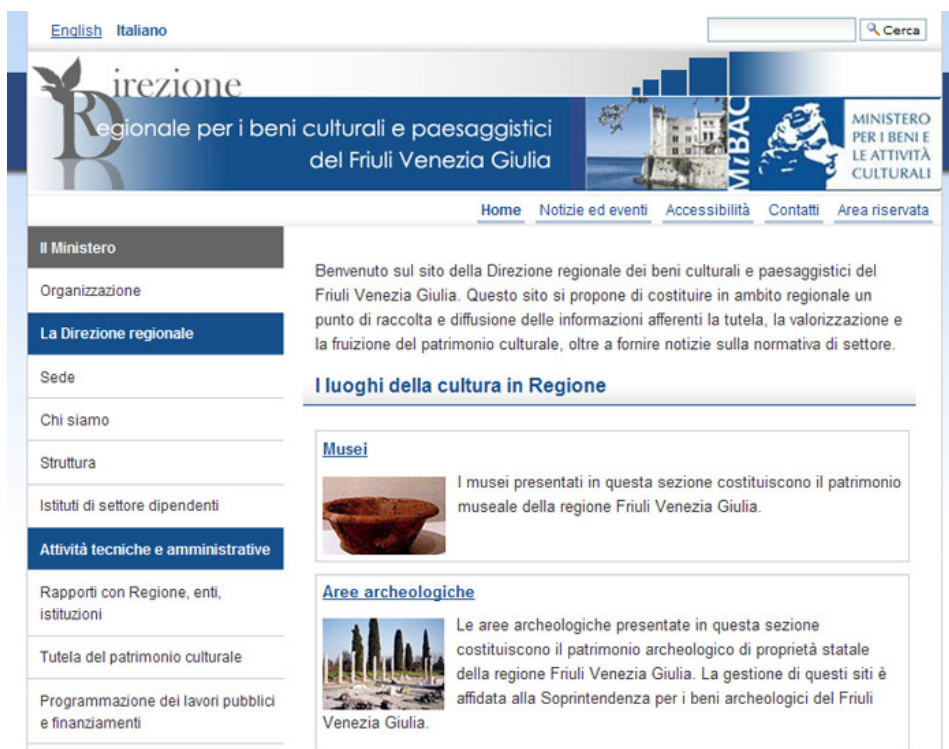 English Italiano
Cerca
Direzione
Regionale per i beni culturali e paesaggistici
del Friuli Venezia Giulia
MiBAC
MINISTERO
PER I BENI E
LE ATTIVITÀ
CULTURALI
Home Notizie ed eventi Accessibilità Contatti Area riservata
Il Ministero
Organizzazione
La Direzione regionale
Sede
Chi siamo
Struttura
Istituti di settore dipendenti
Attività tecniche e amministrative
Rapporti con Regione, enti,
istituzioni
Tutela del patrimonio culturale
Programmazione dei lavori pubblici
e finanziamenti
Benvenuto sul sito della Direzione regionale dei beni culturali e paesaggistici del
Friuli Venezia Giulia. Questo sito si propone di costituire in ambito regionale un
punto di raccolta e diffusione delle informazioni afferenti la tutela, la valorizzazione e
la fruizione del patrimonio culturale, oltre a fornire notizie sulla normativa di settore.
I luoghi della cultura in Regione
Musei
I musei presentati in questa sezione costituiscono il patrimonio
museale della regione Friuli Venezia Giulia.
Aree archeologiche
Le aree archeologiche presentate in questa sezione
costituiscono il patrimonio archeologico di proprietà statale
della regione Friuli Venezia Giulia. La gestione di questi siti è
affidata alla Soprintendenza per i beni archeologici del Friuli
Venezia Giulia.